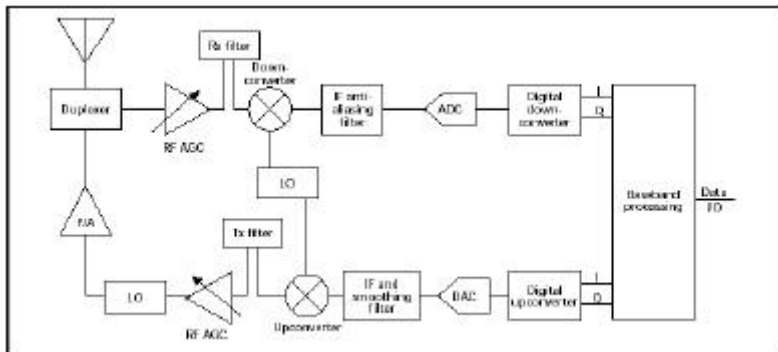 Rx filter
Down-
converter
Duplexer
RF AGC
IF anti-
aliasing
filter
ADC
Digital
down-
converter
I
Q
LO
Baseband
processing
Data
I/O
P/A
Tx filter
LO
RF AGC
Upconverter
IF and
smoothing
filter
DAC
Digital
upconverter
I
Q